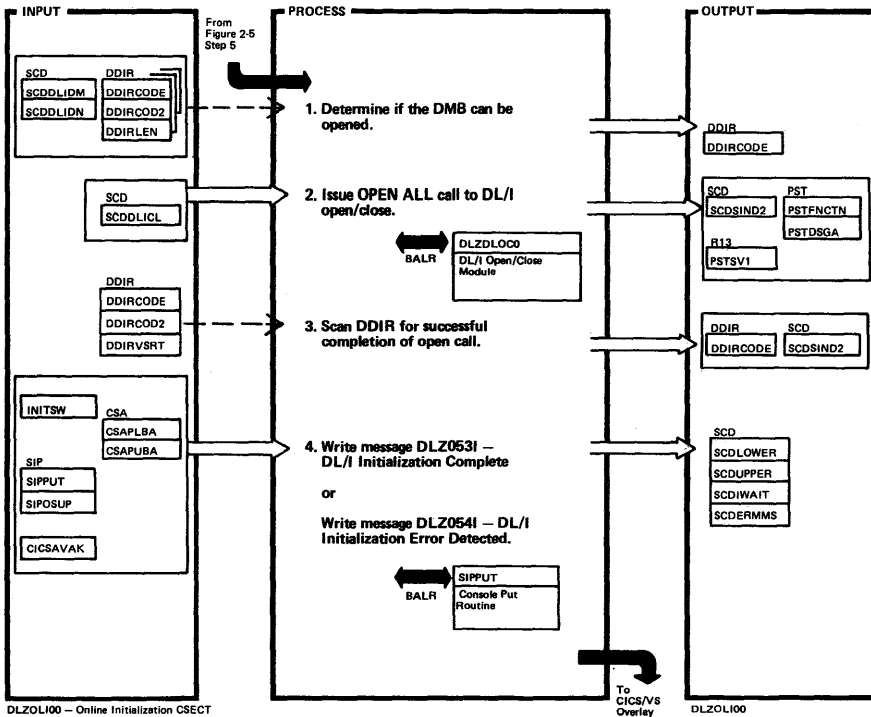 INPUT
From
Figure 2-5
Step 5
PROCESS
OUTPUT
SCD
SCDDLIDM
SCDDLIDN
DDIR
DDIRCODE
DDIRCOD2
DDIRLEN
1. Determine if the DMB can be
opened.
DDIR
DDIRCODE
SCD
SCDDLICL
2. Issue OPEN ALL call to DL/I
open/close.
BALR
DLZDLOC0
DL/I Open/Close
Module
SCD
SCDSIND2
R13
PSTSV1
PST
PSTFNCTN
PSTDSGA
DDIR
DDIRCODE
DDIRCOD2
DDIRVSRT
3. Scan DDIR for successful
completion of open call.
DDIR
DDIRCODE
SCD
SCDSIND2
INITSW
CSA
CSAPLBA
CSAPUBA
SIP
SIPPUT
SIPOSUP
CICSAVAK
4. Write message DLZ053I —
DL/I Initialization Complete
or
Write message DLZ054I — DL/I
Initialization Error Detected.
BALR
SIPPUT
Console Put
Routine
SCD
SCDLOWER
SCDUPPER
SCDIWAIT
SCDERMMS
To
CICS/VS
Overlay
DLZOLI00 — Online Initialization CSECT
DLZOLI00